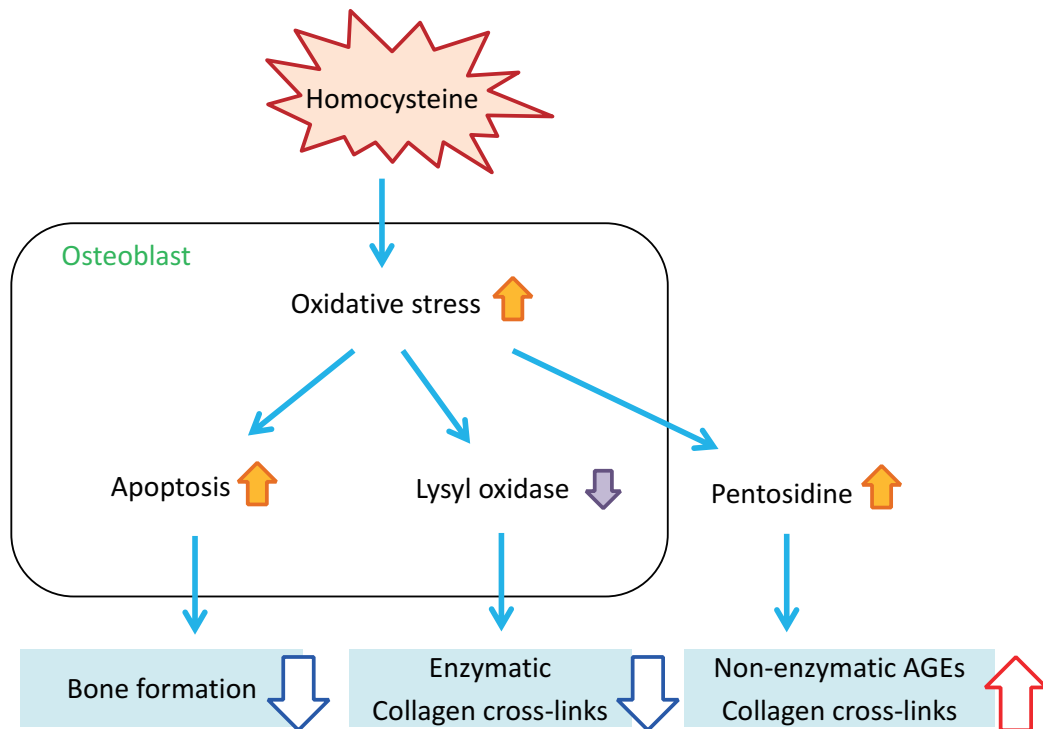 Homocysteine
Osteoblast
Oxidative stress
Apoptosis
Lysyl oxidase
Pentosidine
Bone formation
Enzymatic
Collagen cross-links
Non-enzymatic AGEs
Collagen cross-links